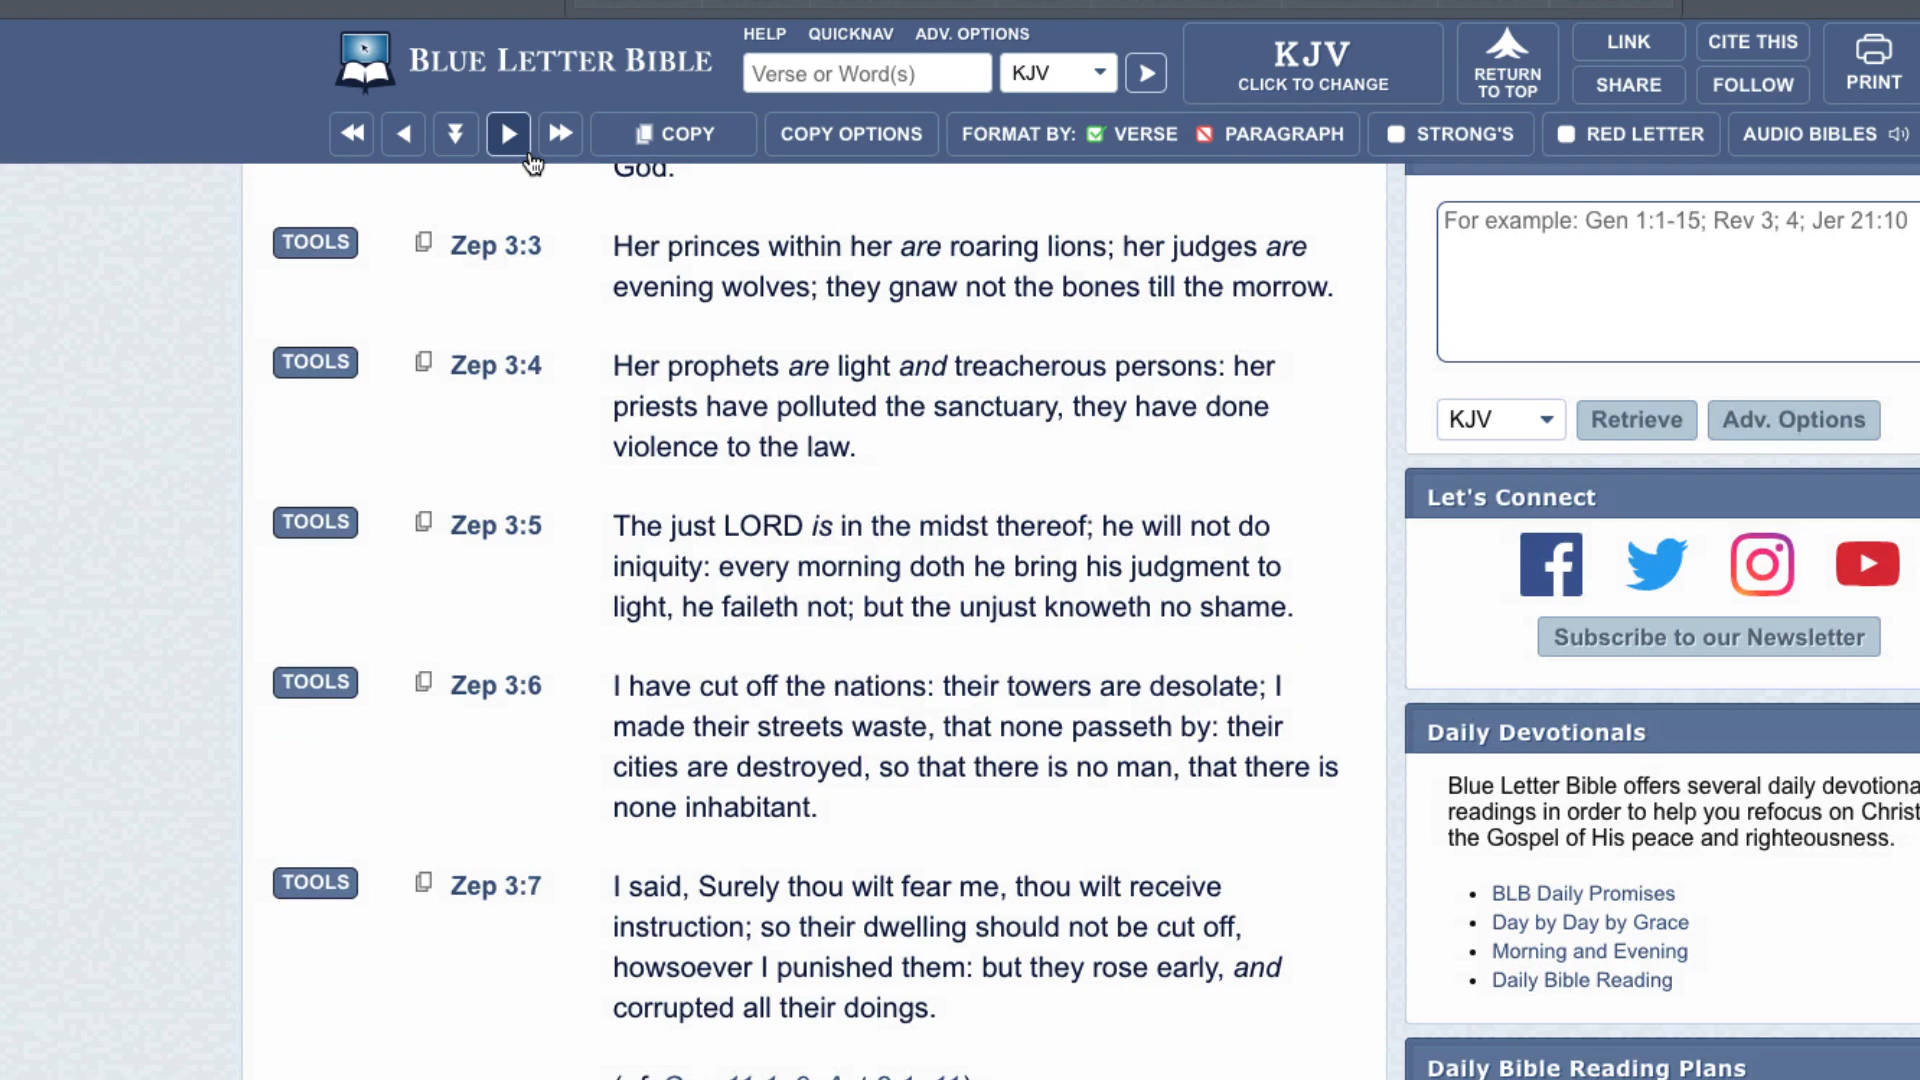 BLUE LETTER BIBLE
HELP QUICKNAV ADV. OPTIONS
Verse or Word(s) KJV
KJV
CLICK TO CHANGE
RETURN
TO TOP
LINK
SHARE
CITE THIS
FOLLOW
PRINT
COPY
COPY OPTIONS
FORMAT BY: VERSE PARAGRAPH
STRONG'S
RED LETTER
AUDIO BIBLES
God.
TOOLS Zep 3:3 Her princes within her are roaring lions; her judges are
evening wolves; they gnaw not the bones till the morrow.
TOOLS Zep 3:4 Her prophets are light and treacherous persons: her
priests have polluted the sanctuary, they have done
violence to the law.
TOOLS Zep 3:5 The just LORD is in the midst thereof; he will not do
iniquity: every morning doth he bring his judgment to
light, he faileth not; but the unjust knoweth no shame.
TOOLS Zep 3:6 I have cut off the nations: their towers are desolate; I
made their streets waste, that none passeth by: their
cities are destroyed, so that there is no man, that there is
none inhabitant.
TOOLS Zep 3:7 I said, Surely thou wilt fear me, thou wilt receive
instruction; so their dwelling should not be cut off,
howsoever I punished them: but they rose early, and
corrupted all their doings.
For example: Gen 1:1-15; Rev 3; 4; Jer 21:10
KJV Retrieve Adv. Options
Let's Connect
Subscribe to our Newsletter
Daily Devotionals
Blue Letter Bible offers several daily devotiona
readings in order to help you refocus on Christ
the Gospel of His peace and righteousness.
• BLB Daily Promises
• Day by Day by Grace
• Morning and Evening
• Daily Bible Reading
Daily Bible Reading Plans